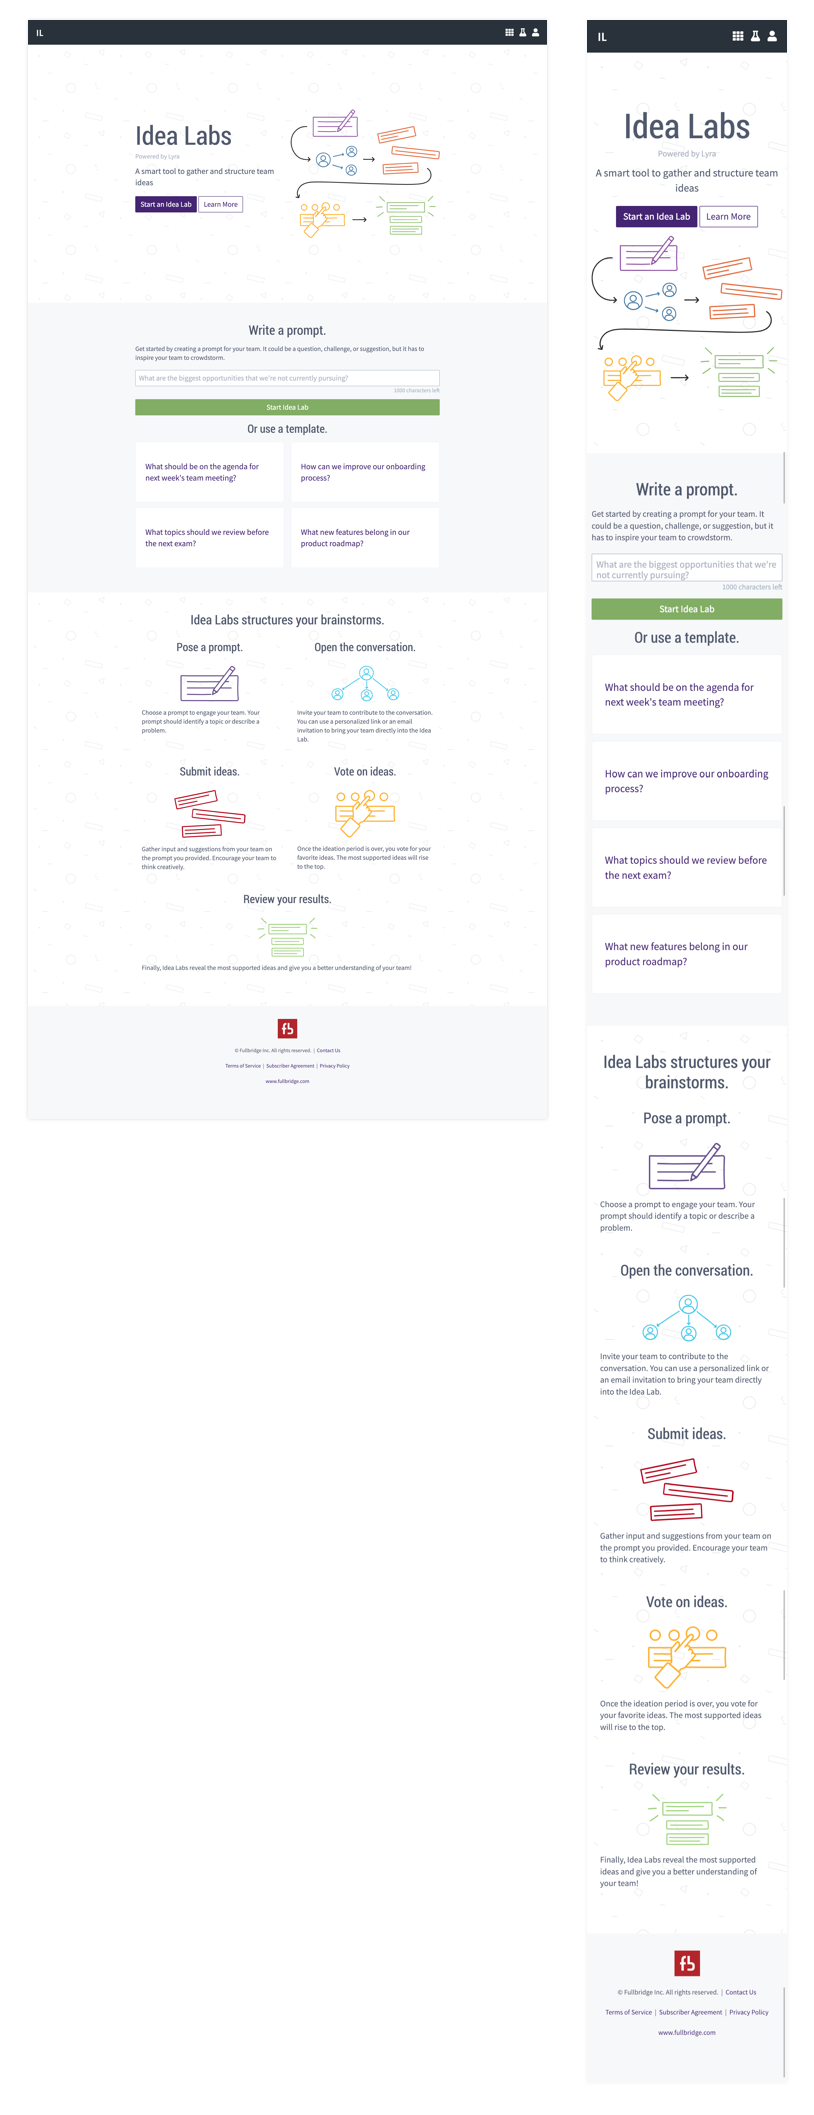 IL
Idea Labs
Powered by Lyra
A smart tool to gather and structure team
ideas
Start an Idea Lab
Learn More
Write a prompt.
Get started by creating a prompt for your team. It could be a question, challenge, or suggestion, but it has to
inspire your team to crowdstorm.
What are the biggest opportunities that we're not currently pursuing?
1000 characters left
Start Idea Lab
Or use a template.
What should be on the agenda for
next week's team meeting?
How can we improve our onboarding
process?
What topics should we review before
the next exam?
What new features belong in our
product roadmap?
Idea Labs structures your brainstorms.
Pose a prompt.
Choose a prompt to engage your team. Your
prompt should identify a topic or describe a
problem.
Open the conversation.
Invite your team to contribute to the conversation.
You can use a personalized link or an email
invitation to bring your team directly into the Idea
Lab.
Submit ideas.
Gather input and suggestions from your team on
the prompt you provided. Encourage your team to
think creatively.
Vote on ideas.
Once the ideation period is over, you vote for your
favorite ideas. The most supported ideas will rise
to the top.
Review your results.
Finally, Idea Labs reveal the most supported ideas and give you a better understanding of your team!
fb
© Fullbridge Inc. All rights reserved. | Contact Us
Terms of Service | Subscriber Agreement | Privacy Policy
www.fullbridge.com
IL
Idea Labs
Powered by Lyra
A smart tool to gather and structure team
ideas
Start an Idea Lab
Learn More
Write a prompt.
Get started by creating a prompt for your team. It
could be a question, challenge, or suggestion, but it
has to inspire your team to crowdstorm.
What are the biggest opportunities that we're
not currently pursuing?
1000 characters left
Start Idea Lab
Or use a template.
What should be on the agenda for
next week's team meeting?
How can we improve our onboarding
process?
What topics should we review before
the next exam?
What new features belong in our
product roadmap?
Idea Labs structures your
brainstorms.
Pose a prompt.
Choose a prompt to engage your team. Your
prompt should identify a topic or describe a
problem.
Open the conversation.
Invite your team to contribute to the
conversation. You can use a personalized link or
an email invitation to bring your team directly
into the Idea Lab.
Submit ideas.
Gather input and suggestions from your team on
the prompt you provided. Encourage your team
to think creatively.
Vote on ideas.
Once the ideation period is over, you vote for
your favorite ideas. The most supported ideas
will rise to the top.
Review your results.
Finally, Idea Labs reveal the most supported
ideas and give you a better understanding of
your team!
fb
© Fullbridge Inc. All rights reserved. | Contact Us
Terms of Service | Subscriber Agreement | Privacy Policy
www.fullbridge.com